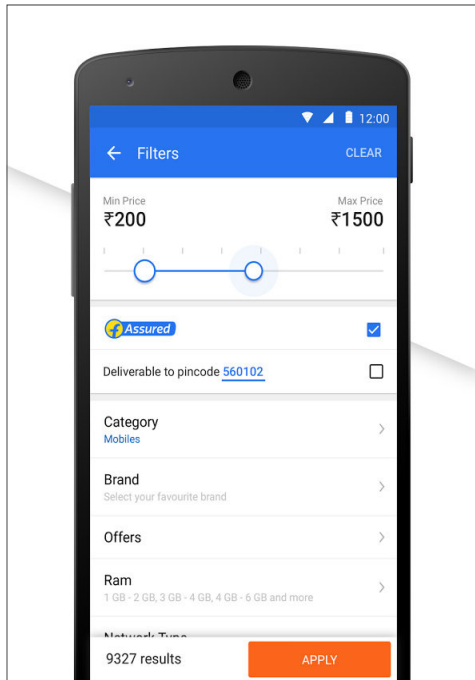 12:00
Filters CLEAR
Min Price Max Price
₹200 ₹1500
f Assured
Deliverable to pincode 560102
Category
Mobiles
Brand
Select your favourite brand
Offers
Ram
1 GB - 2 GB, 3 GB - 4 GB, 4 GB - 6 GB and more
Network Type
9327 results APPLY